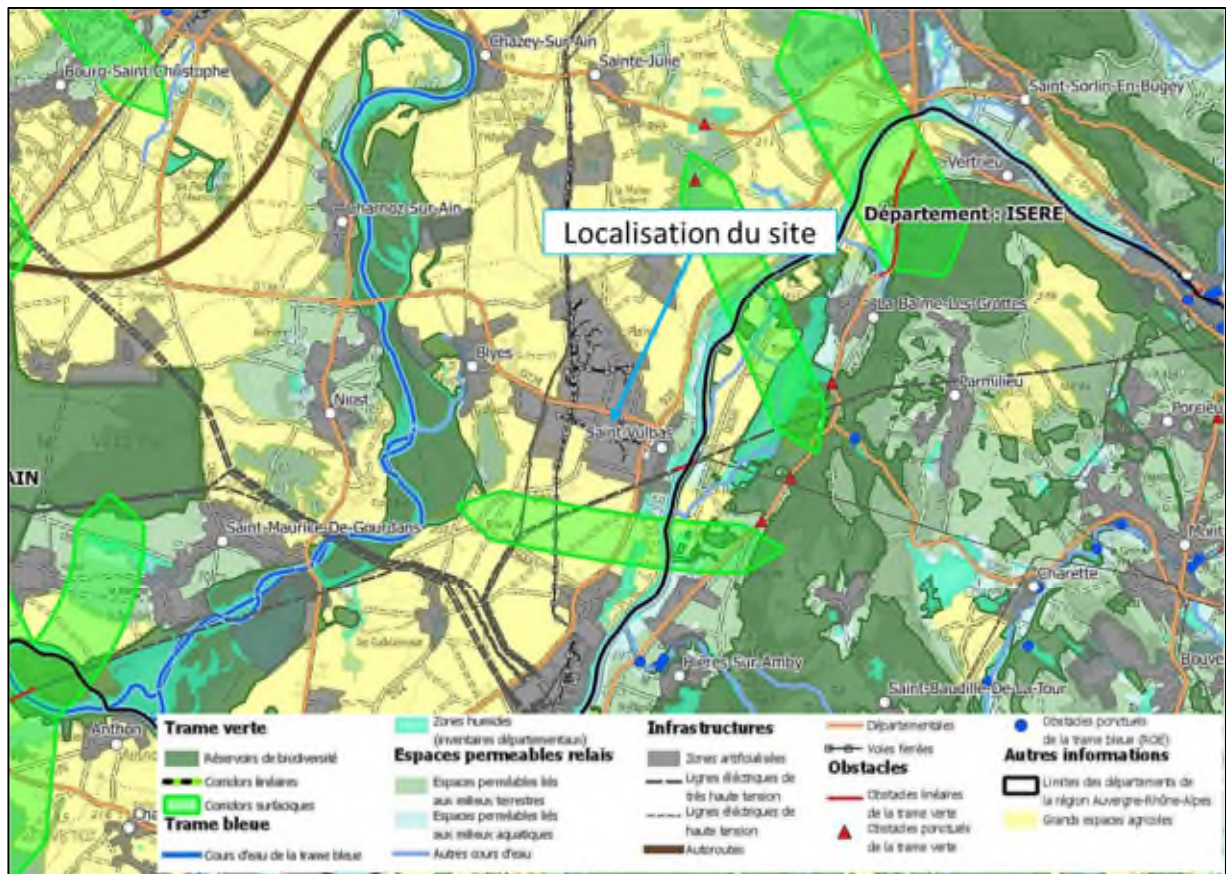 Chazey-Sur-Ain
Sainte-Julie
Bourg-Saint-Christophe
Saint-Sorlin-En-Bugey
Vertrieu
Charnoz-Sur-Ain
Département : ISERE
Localisation du site
La Balme-Les-Grottes
Blyes
Niost
Parmilieu
Porcieu
Saint-Vulbas
AIN
Saint-Maurice-De-Gourdans
Mont
Charette
Hières-Sur-Amby
Bouve
Saint-Baudille-De-La-Tour
Anthon
Cha
Trame verte
Réservoirs de biodiversité
Corridors linéaires
Corridors surfaciques
Trame bleue
Cours d'eau de la trame bleue
Zones humides
(inventaires départementaux)
Espaces permeables relais
Espaces perméables liés
aux milieux terrestres
Espaces perméables liés
aux milieux aquatiques
Autres cours d'eau
Infrastructures
Zones artificialisées
Lignes éléctriques de
très haute tension
Lignes éléctriques de
haute tension
Autoroutes
Départementales
Voies ferrées
Obstacles
Obstacles linéaires
de la trame verte
Obstacles ponctuels
de la trame verte
Obstacles ponctuels
de la trame bleue (ROE)
Autres informations
Limites des départements de
la région Auvergne-Rhône-Alpes
Grands espaces agricoles